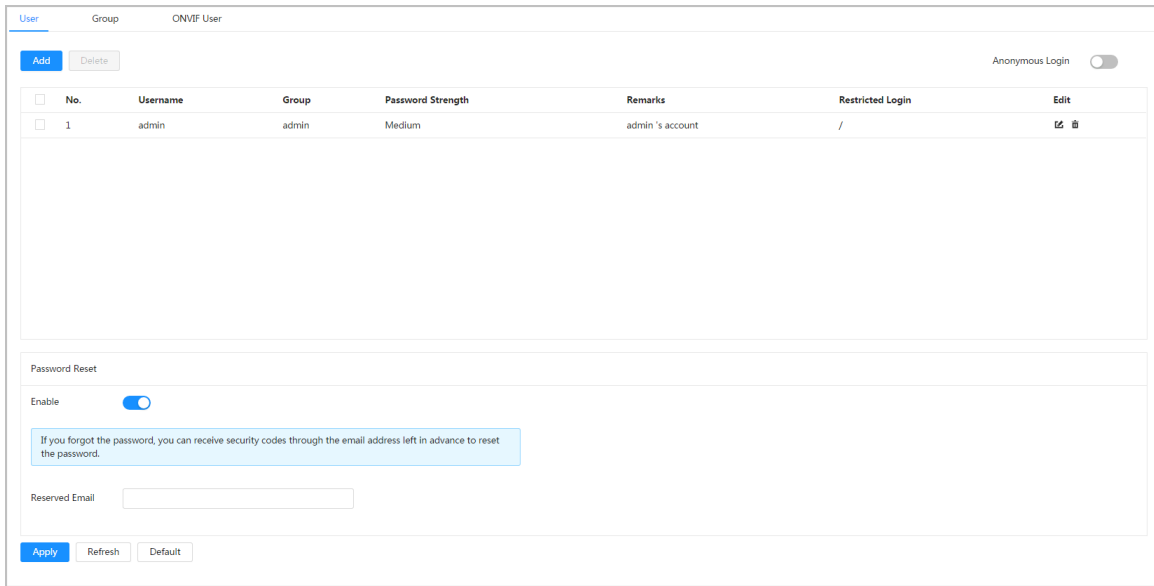 User Group ONVIF User
Add Delete Anonymous Login
No. Username Group Password Strength Remarks Restricted Login Edit
1 admin admin Medium admin 's account /
Password Reset
Enable
If you forgot the password, you can receive security codes through the email address left in advance to reset
the password.
Reserved Email
Apply Refresh Default